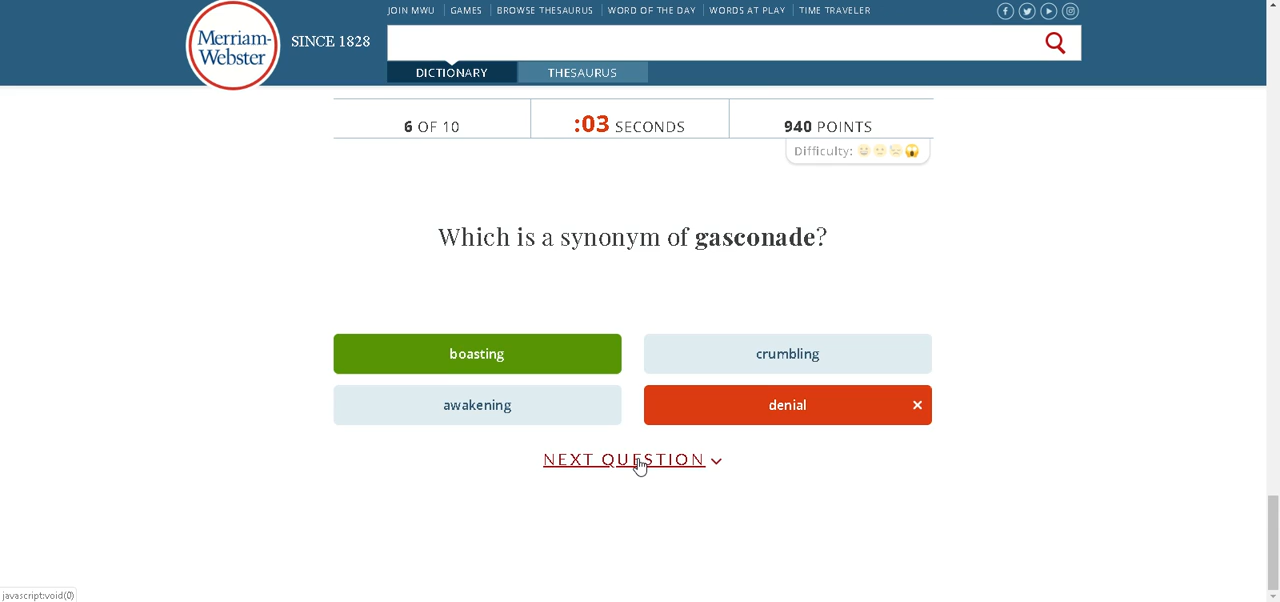 JOIN MWU GAMES BROWSE THESAURUS WORD OF THE DAY WORDS AT PLAY TIME TRAVELER
Merriam-
Webster
SINCE 1828
DICTIONARY THESAURUS
6 OF 10 :03 SECONDS 940 POINTS
Difficulty:
Which is a synonym of gasconade?
boasting crumbling
awakening denial
NEXT QUESTION
javascript:void(0)